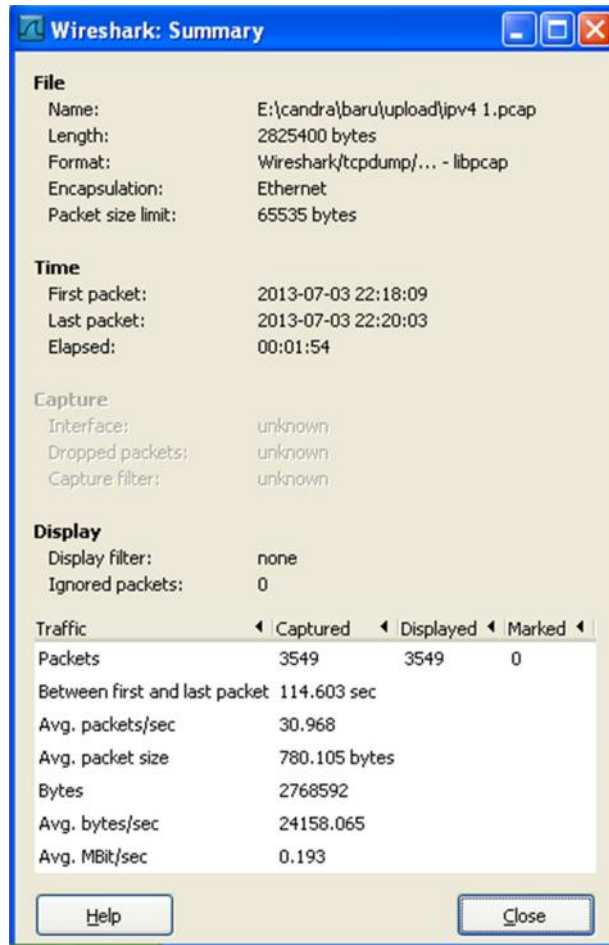 Wireshark: Summary
File
Name: E:\candra\baru\upload\ipv4 1.pcap
Length: 2825400 bytes
Format: Wireshark/tcpdump/... - libpcap
Encapsulation: Ethernet
Packet size limit: 65535 bytes
Time
First packet: 2013-07-03 22:18:09
Last packet: 2013-07-03 22:20:03
Elapsed: 00:01:54
Capture
Interface: unknown
Dropped packets: unknown
Capture filter: unknown
Display
Display filter: none
Ignored packets: 0
Traffic Captured Displayed Marked
Packets 3549 3549 0
Between first and last packet 114.603 sec
Avg. packets/sec 30.968
Avg. packet size 780.105 bytes
Bytes 2768592
Avg. bytes/sec 24158.065
Avg. MBit/sec 0.193
Help Close